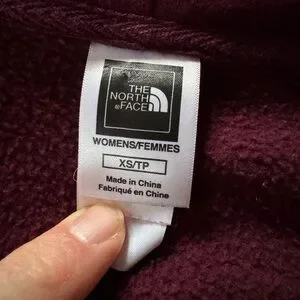 THE
NORTH
FACE
WOMENS/FEMMES
XS/TP
Made in China
Fabriqué en Chine